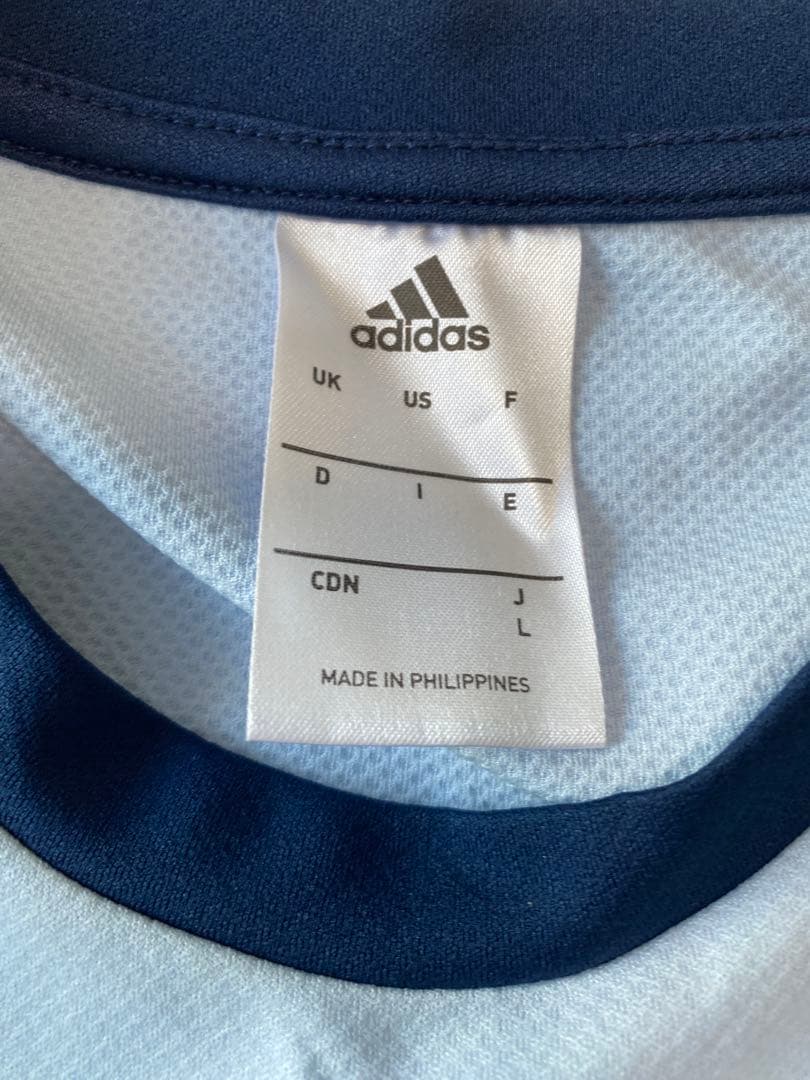 adidas
UK US F
D I E
CDN J
L
MADE IN PHILIPPINES